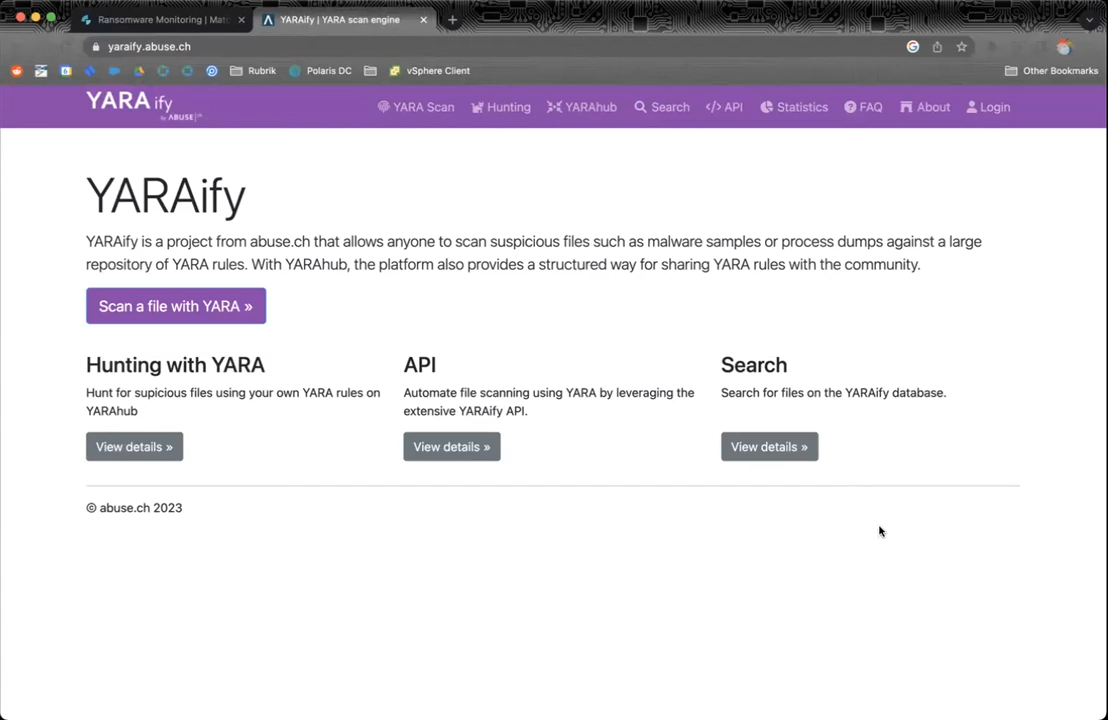 Ransomware Monitoring | Mat
YARAify | YARA scan engine
yaraify.abuse.ch
Rubrik
Polaris DC
vSphere Client
Other Bookmarks
YARAify
by ABUSE|ch
YARA Scan
Hunting
YARAhub
Search
</> API
Statistics
FAQ
About
Login
YARAify
YARAify is a project from abuse.ch that allows anyone to scan suspicious files such as malware samples or process dumps against a large
repository of YARA rules. With YARAhub, the platform also provides a structured way for sharing YARA rules with the community.
Scan a file with YARA »
Hunting with YARA
Hunt for supicious files using your own YARA rules on
YARAhub
View details »
API
Automate file scanning using YARA by leveraging the
extensive YARAify API.
View details »
Search
Search for files on the YARAify database.
View details »
© abuse.ch 2023